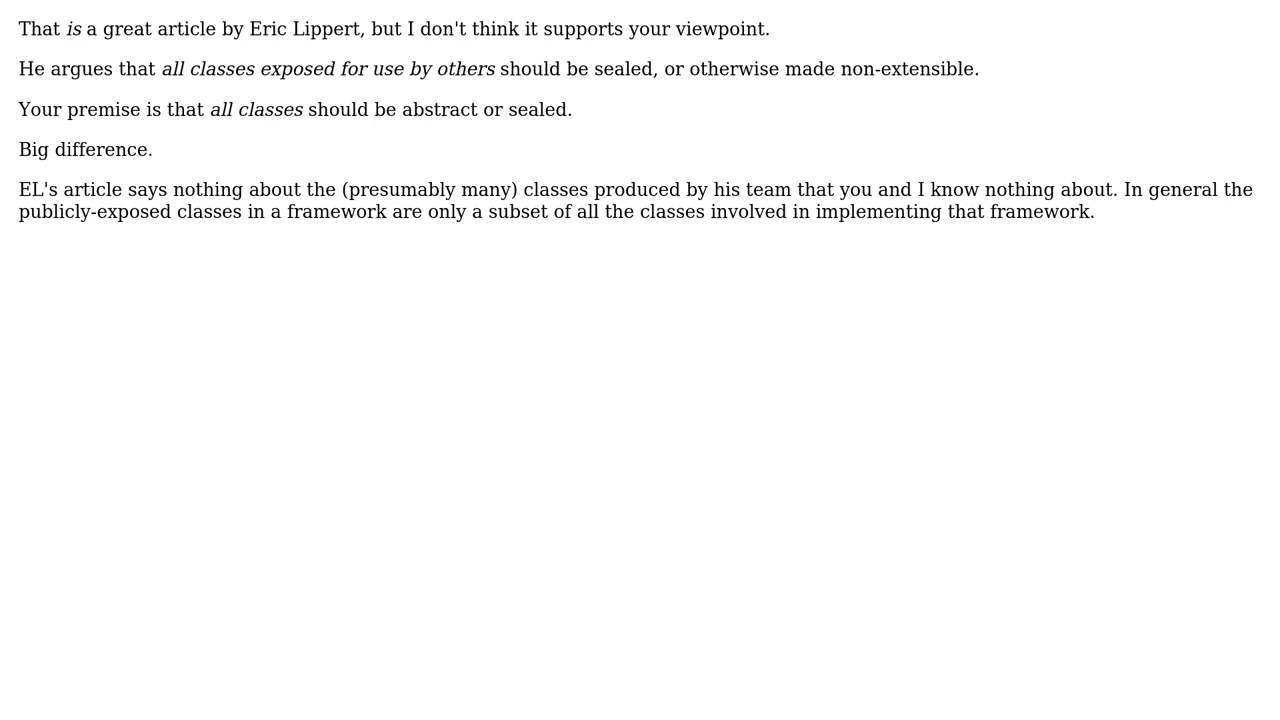 That is a great article by Eric Lippert, but I don't think it supports your viewpoint.
He argues that all classes exposed for use by others should be sealed, or otherwise made non-extensible.
Your premise is that all classes should be abstract or sealed.
Big difference.
EL's article says nothing about the (presumably many) classes produced by his team that you and I know nothing about. In general the
publicly-exposed classes in a framework are only a subset of all the classes involved in implementing that framework.